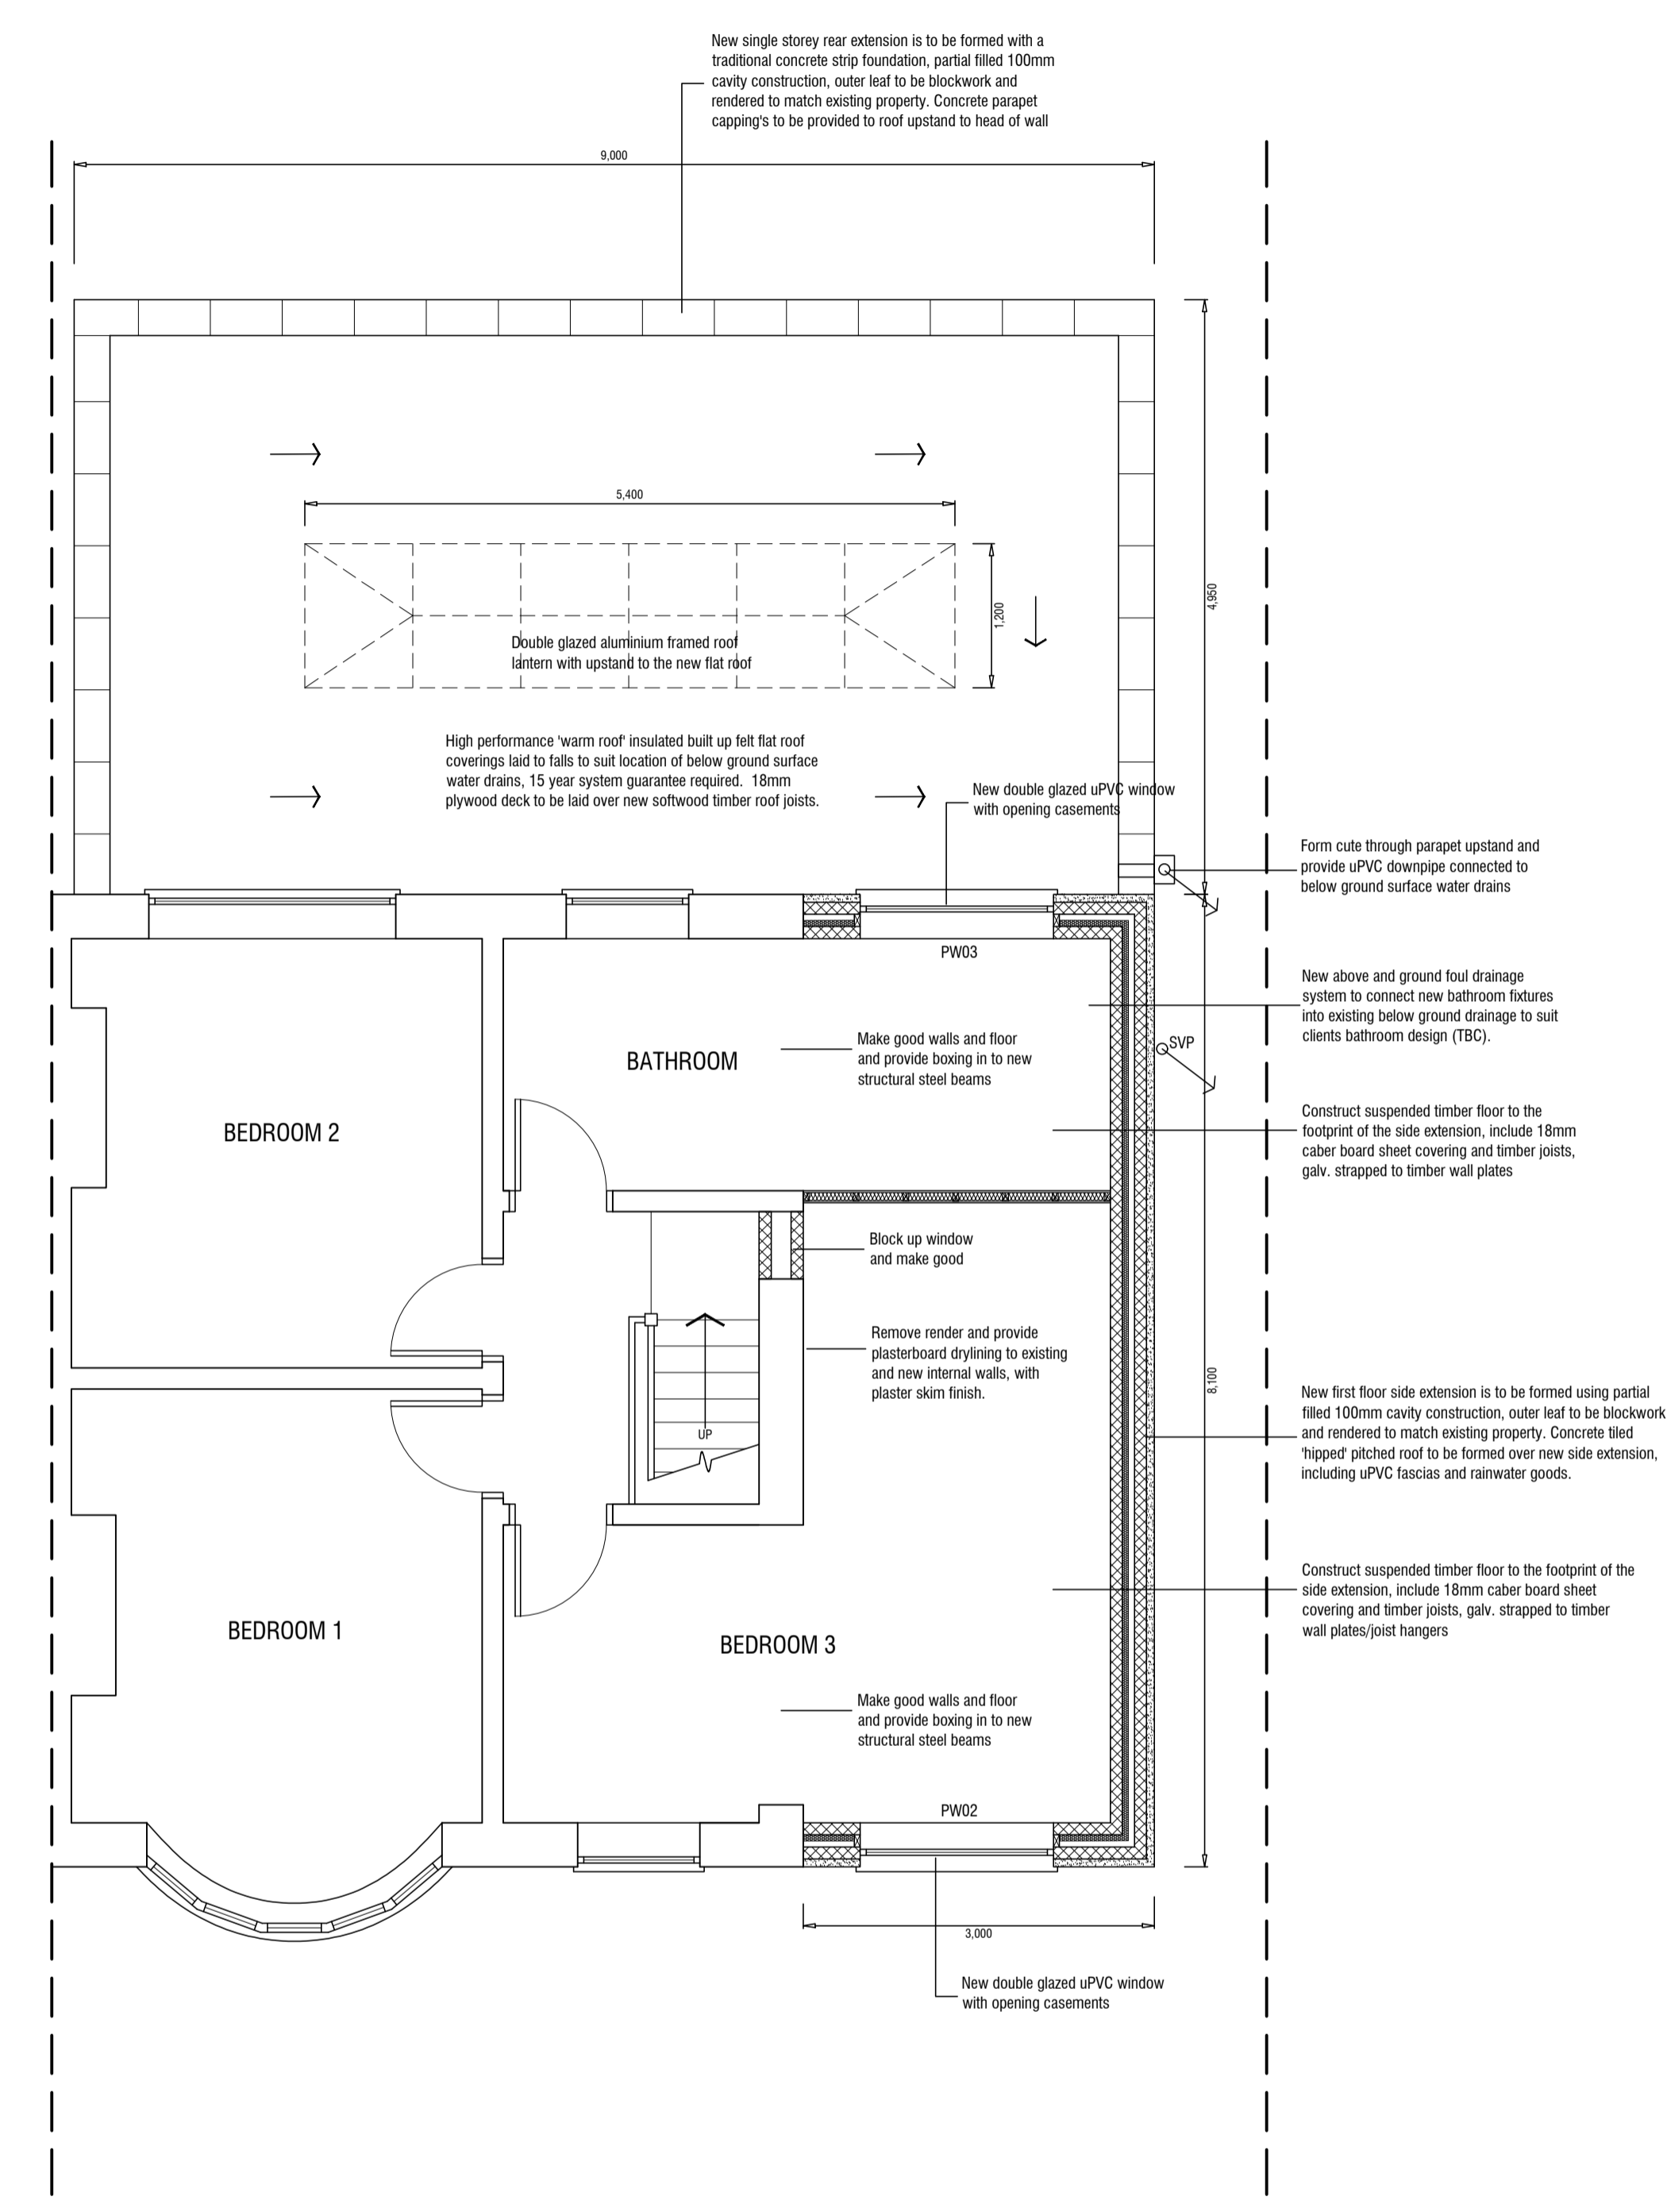 New single storey rear extension is to be formed with a
traditional concrete strip foundation, partial filled 100mm
cavity construction, outer leaf to be blockwork and
rendered to match existing property. Concrete parapet
capping's to be provided to roof upstand to head of wall
9,000
5,400
1,200
4,950
Double glazed aluminium framed roof
lantern with upstand to the new flat roof
High performance 'warm roof' insulated built up felt flat roof
coverings laid to falls to suit location of below ground surface
water drains, 15 year system guarantee required. 18mm
plywood deck to be laid over new softwood timber roof joists.
New double glazed uPVC window
with opening casements
Form cute through parapet upstand and
provide uPVC downpipe connected to
below ground surface water drains
PW03
New above and ground foul drainage
system to connect new bathroom fixtures
into existing below ground drainage to suit
clients bathroom design (TBC).
SVP
BATHROOM
Make good walls and floor
and provide boxing in to new
structural steel beams
BEDROOM 2
Construct suspended timber floor to the
footprint of the side extension, include 18mm
caber board sheet covering and timber joists,
galv. strapped to timber wall plates
Block up window
and make good
Remove render and provide
plasterboard drylining to existing
and new internal walls, with
plaster skim finish.
8,100
UP
New first floor side extension is to be formed using partial
filled 100mm cavity construction, outer leaf to be blockwork
and rendered to match existing property. Concrete tiled
'hipped' pitched roof to be formed over new side extension,
including uPVC fascias and rainwater goods.
Construct suspended timber floor to the footprint of the
side extension, include 18mm caber board sheet
covering and timber joists, galv. strapped to timber
wall plates/joist hangers
BEDROOM 1
BEDROOM 3
Make good walls and floor
and provide boxing in to new
structural steel beams
PW02
3,000
New double glazed uPVC window
with opening casements